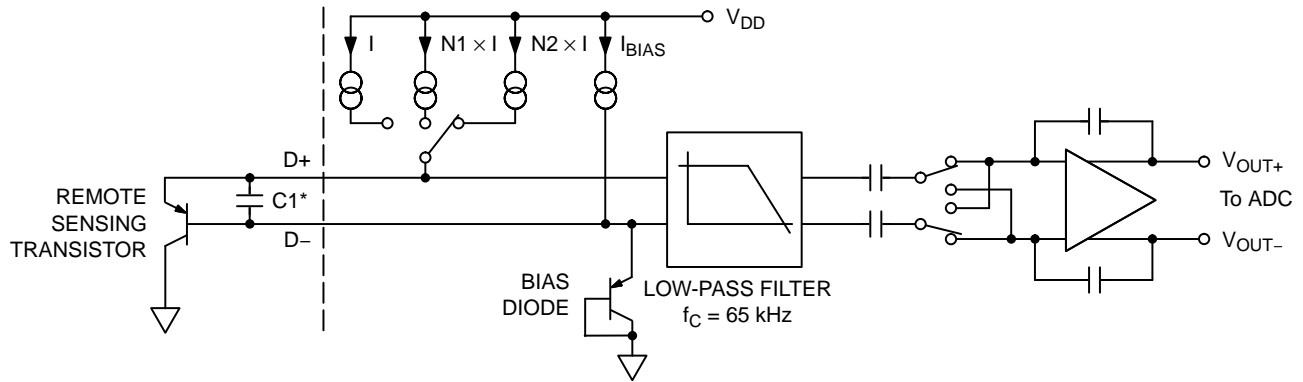 V_DD
I
N1 × I
N2 × I
I_BIAS
D+
REMOTE
SENSING
TRANSISTOR
C1*
D−
BIAS
DIODE
LOW-PASS FILTER
f_C = 65 kHz
V_OUT+
To ADC
V_OUT−